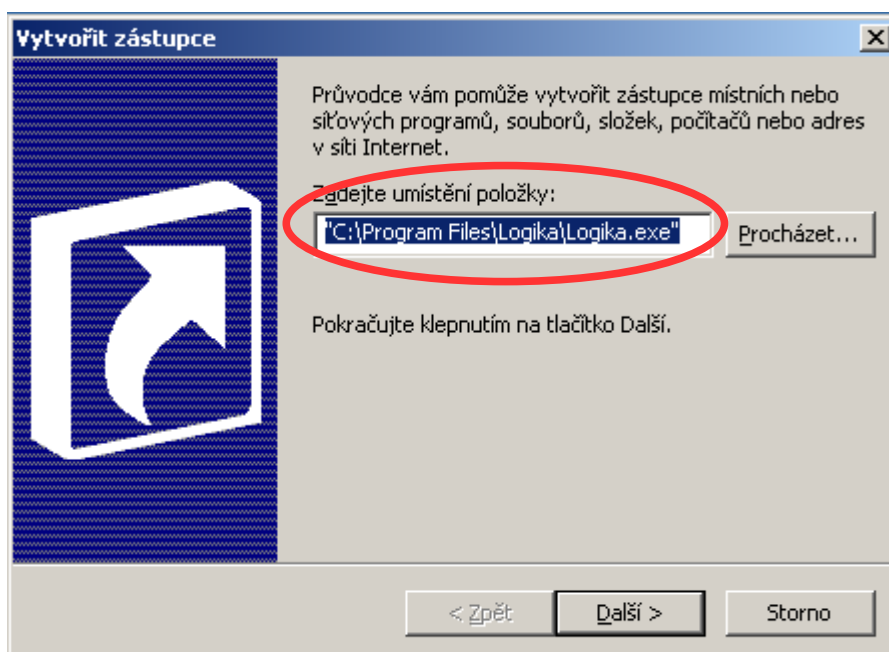 Vytvořit zástupce
Průvodce vám pomůže vytvořit zástupce místních nebo
síťových programů, souborů, složek, počítačů nebo adres
v síti Internet.
Zadejte umístění položky:
"C:\Program Files\Logika\Logika.exe"
Procházet...
Pokračujte klepnutím na tlačítko Další.
< Zpět
Další >
Storno